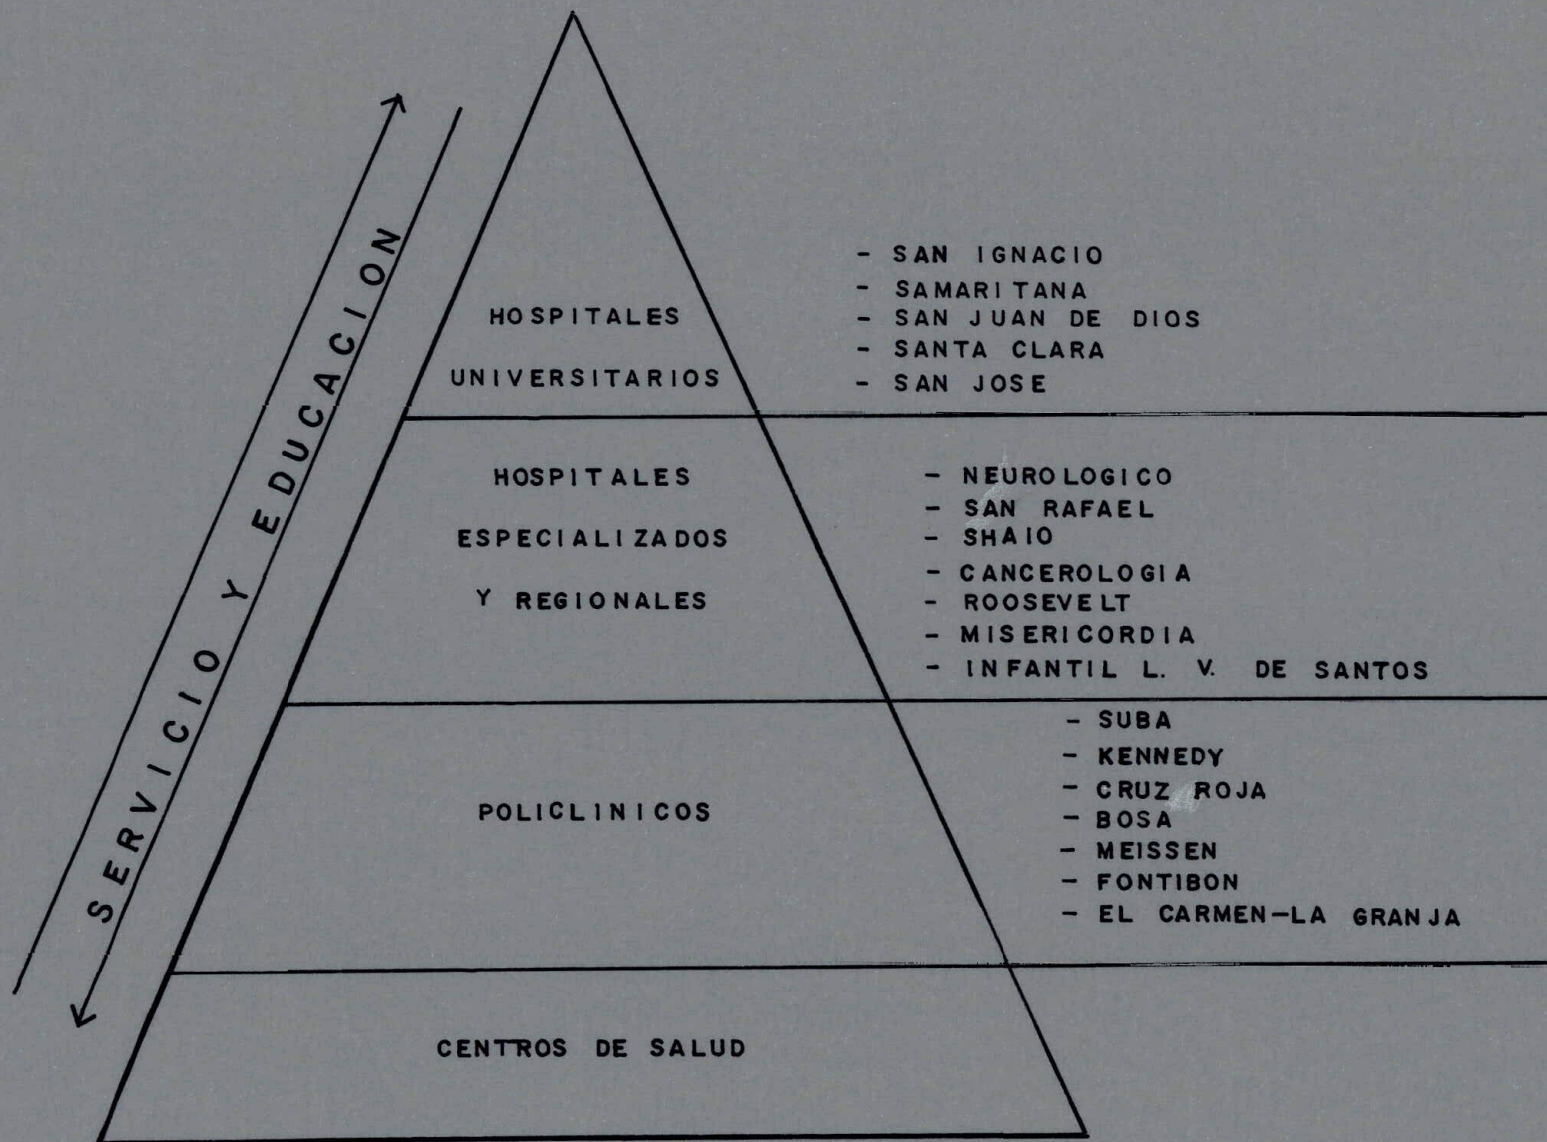 SERVICIO Y EDUCACION
HOSPITALES
UNIVERSITARIOS
- SAN IGNACIO
- SAMARITANA
- SAN JUAN DE DIOS
- SANTA CLARA
- SAN JOSE
HOSPITALES
ESPECIALIZADOS
Y REGIONALES
- NEUROLOGICO
- SAN RAFAEL
- SHAIO
- CANCEROLOGIA
- ROOSEVELT
- MISERICORDIA
- INFANTIL L. V. DE SANTOS
POLICLINICOS
- SUBA
- KENNEDY
- CRUZ ROJA
- BOSA
- MEISSEN
- FONTIBON
- EL CARMEN-LA GRANJA
CENTROS DE SALUD